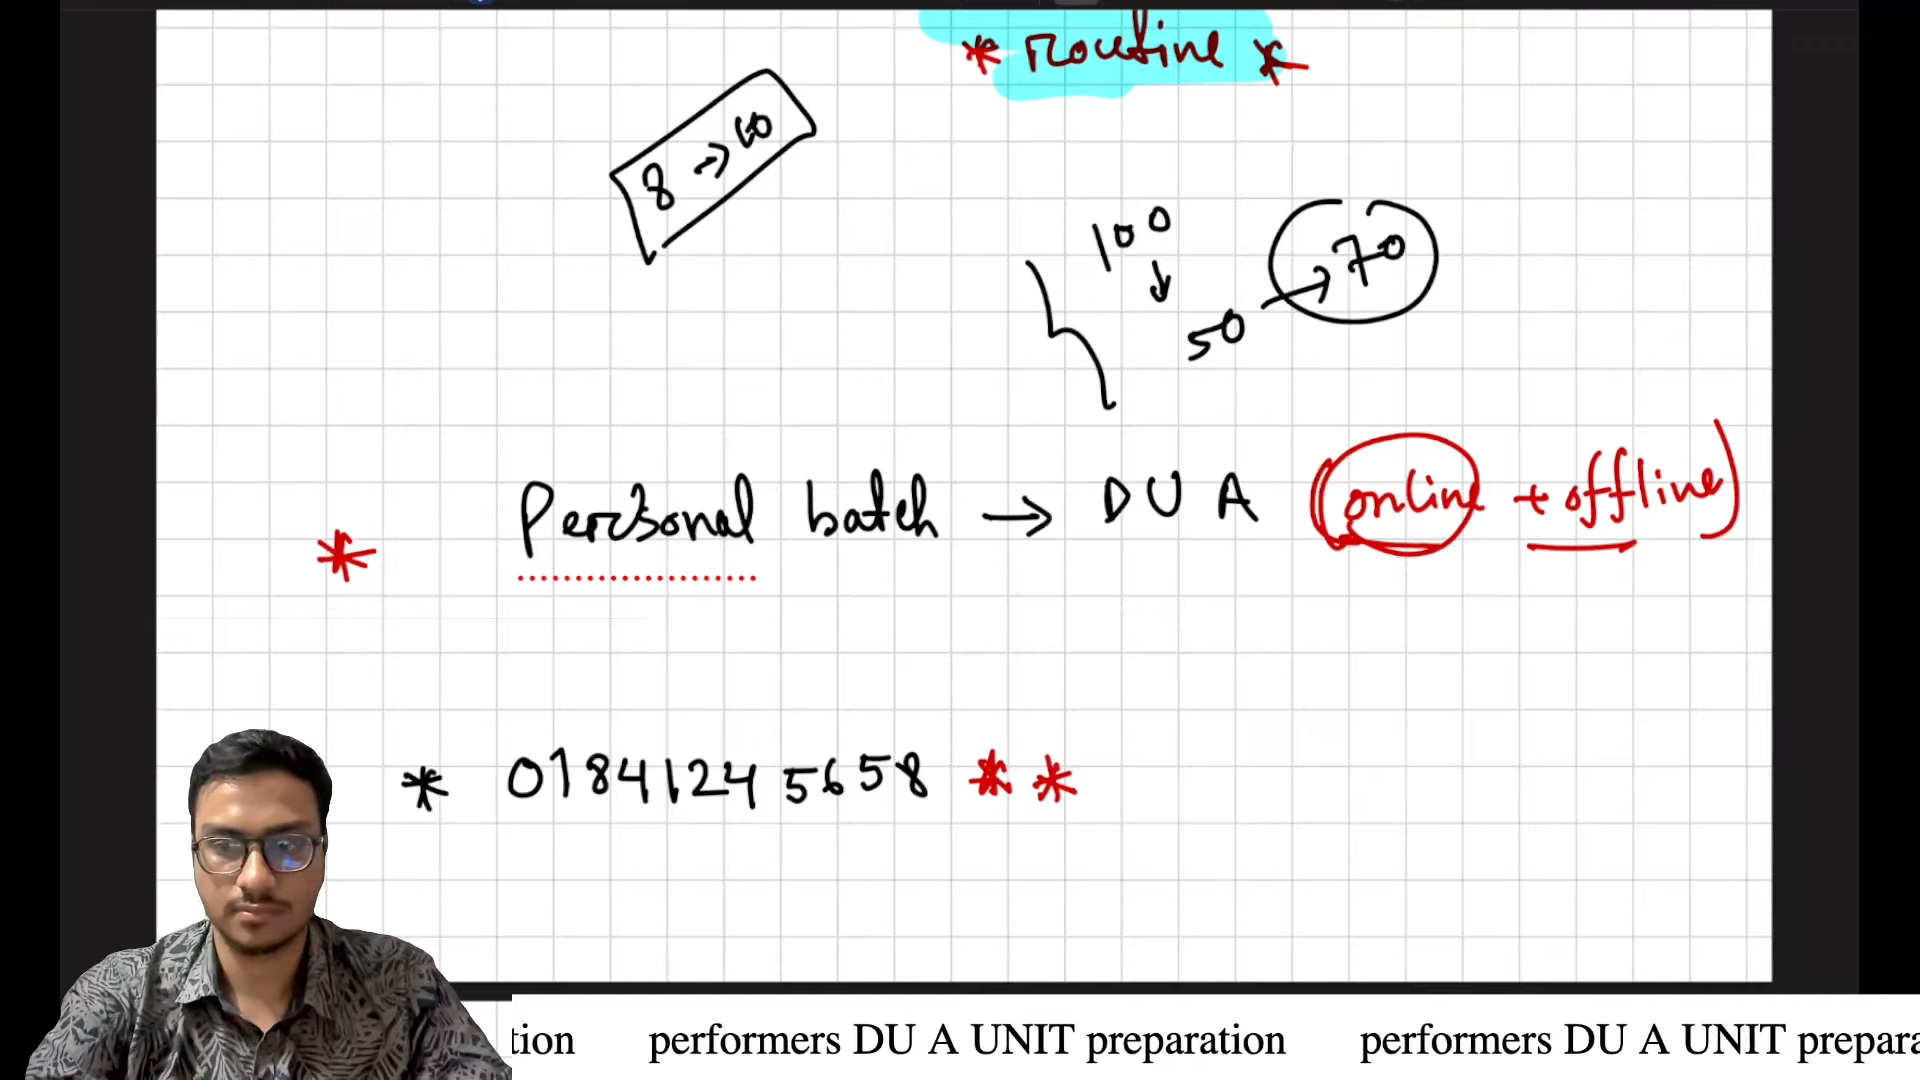 * Routine *
8 → 10
100
↓
50 → 70
* Personal batch → DU A (online + offline)
* 01841245658 * *
tion performers DU A UNIT preparation performers DU A UNIT prepara